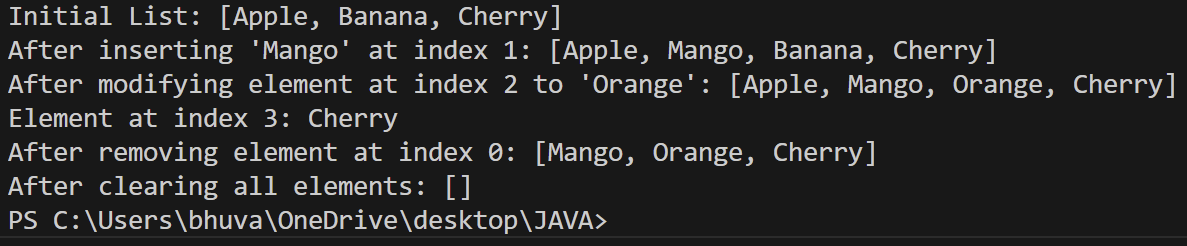 Initial List: [Apple, Banana, Cherry]
After inserting 'Mango' at index 1: [Apple, Mango, Banana, Cherry]
After modifying element at index 2 to 'Orange': [Apple, Mango, Orange, Cherry]
Element at index 3: Cherry
After removing element at index 0: [Mango, Orange, Cherry]
After clearing all elements: []
PS C:\Users\bhuva\OneDrive\desktop\JAVA>